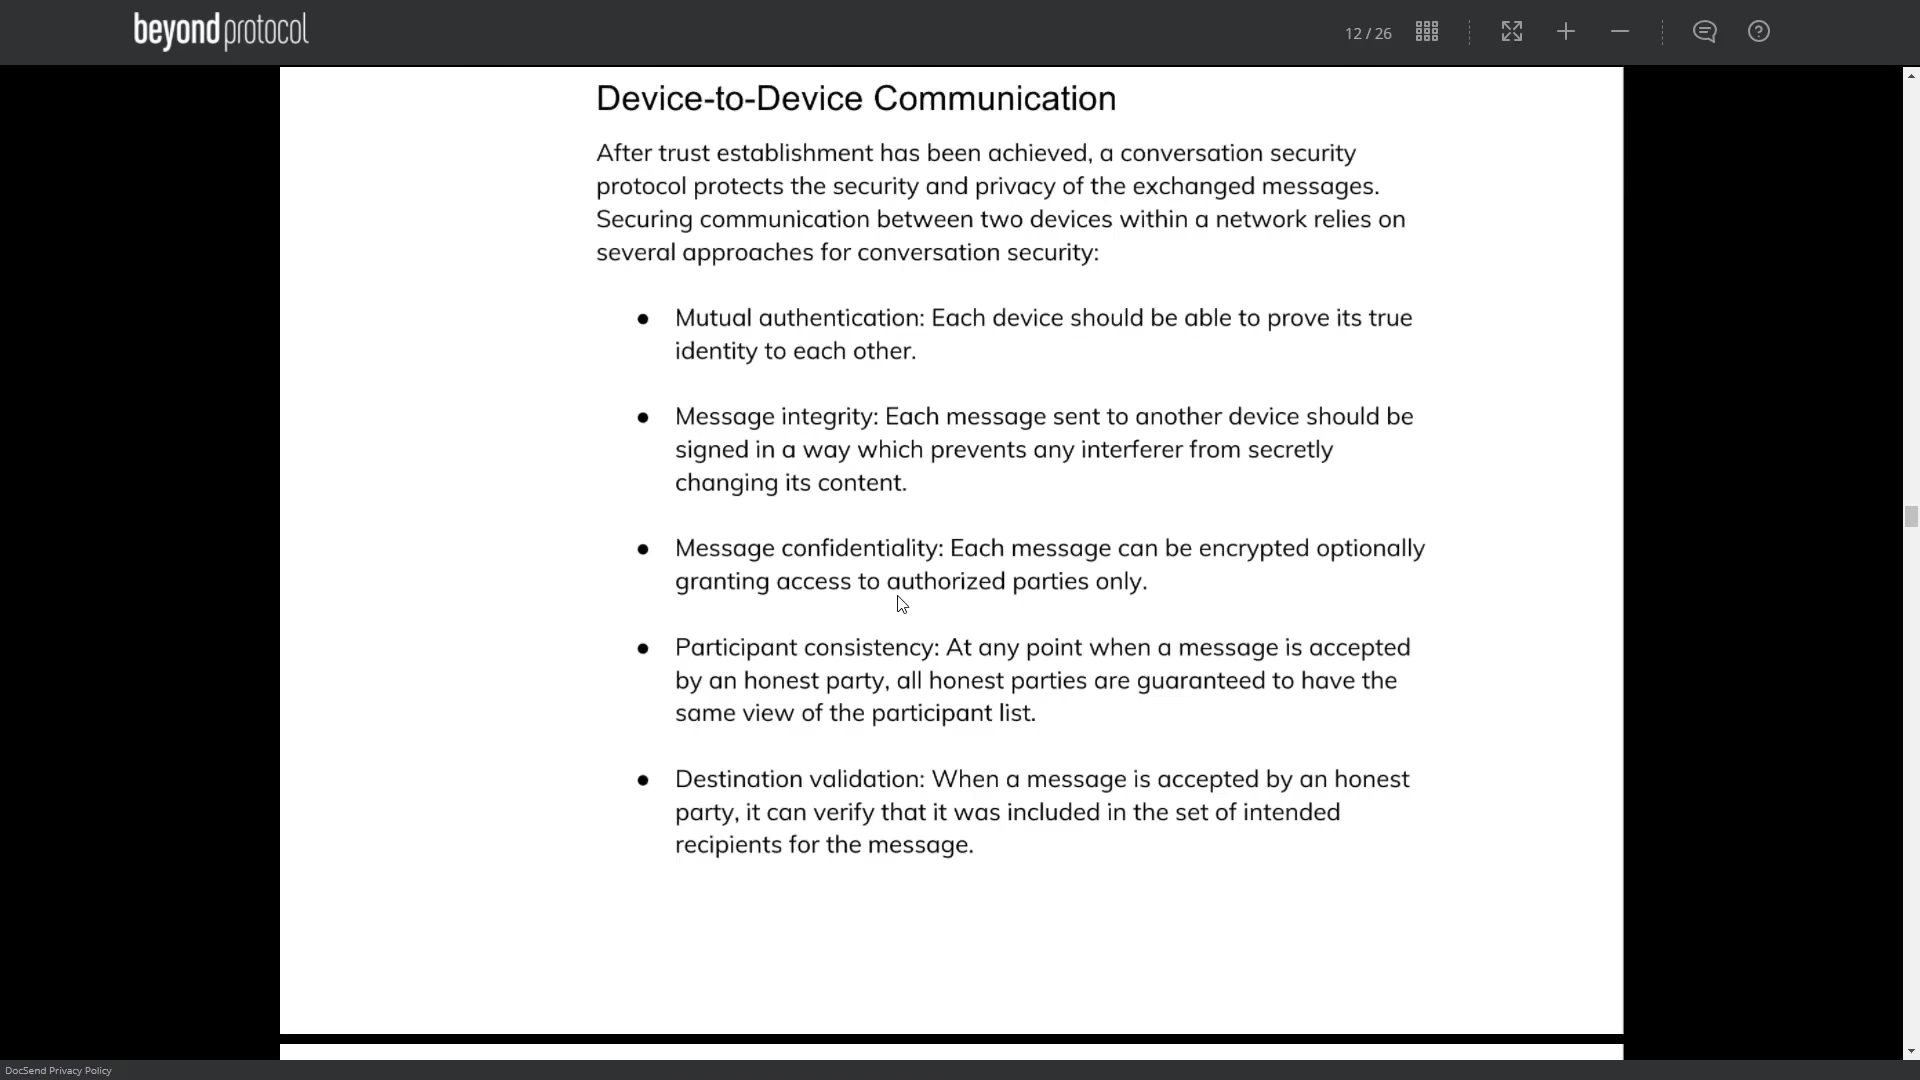 beyond protocol
12 / 26
Device-to-Device Communication
After trust establishment has been achieved, a conversation security
protocol protects the security and privacy of the exchanged messages.
Securing communication between two devices within a network relies on
several approaches for conversation security:
● Mutual authentication: Each device should be able to prove its true
identity to each other.
● Message integrity: Each message sent to another device should be
signed in a way which prevents any interferer from secretly
changing its content.
● Message confidentiality: Each message can be encrypted optionally
granting access to authorized parties only.
● Participant consistency: At any point when a message is accepted
by an honest party, all honest parties are guaranteed to have the
same view of the participant list.
● Destination validation: When a message is accepted by an honest
party, it can verify that it was included in the set of intended
recipients for the message.
DocSend Privacy Policy